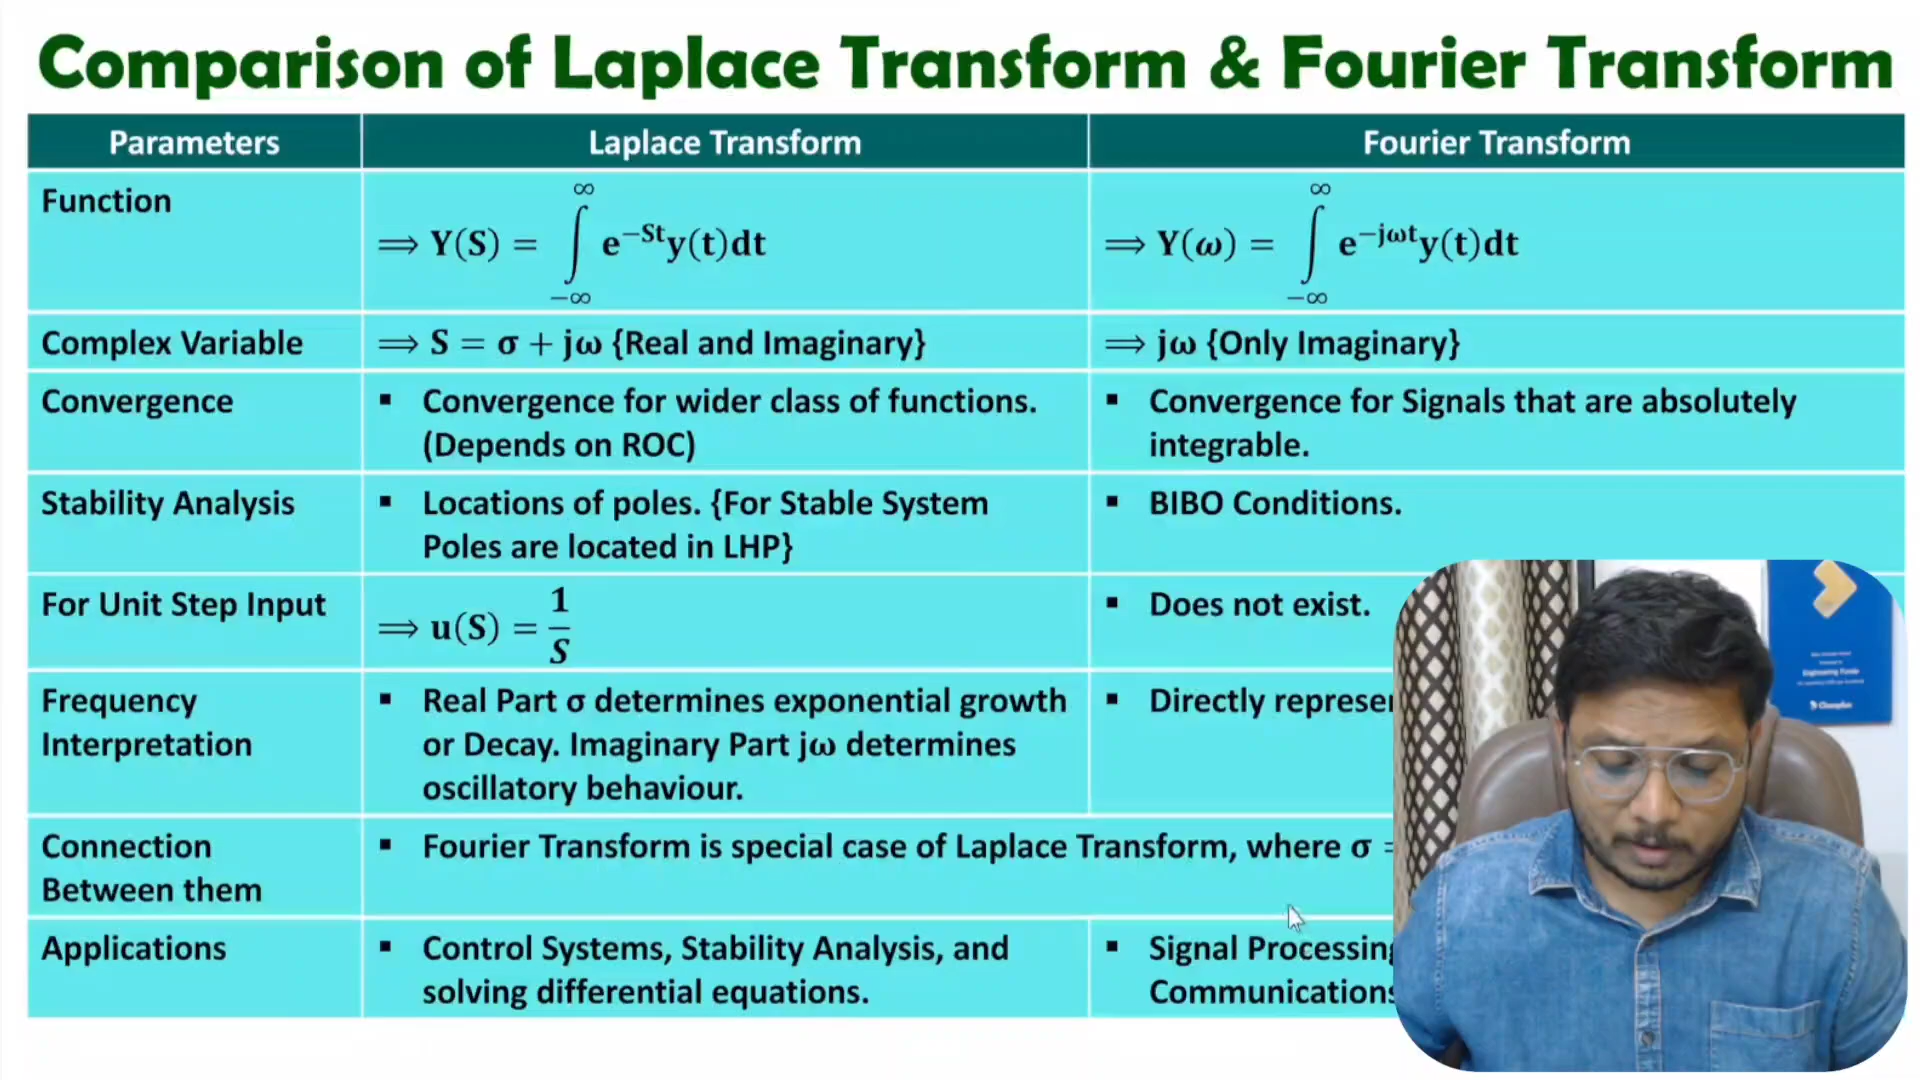 Comparison of Laplace Transform & Fourier Transform
Parameters
Laplace Transform
Fourier Transform
Function
⟹ Y(S) = ∫_{−∞}^{∞} e^{−St}y(t)dt
⟹ Y(ω) = ∫_{−∞}^{∞} e^{−jωt}y(t)dt
Complex Variable
⟹ S = σ + jω {Real and Imaginary}
⟹ jω {Only Imaginary}
Convergence
▪ Convergence for wider class of functions.
(Depends on ROC)
▪ Convergence for Signals that are absolutely
integrable.
Stability Analysis
▪ Locations of poles. {For Stable System
Poles are located in LHP}
▪ BIBO Conditions.
For Unit Step Input
⟹ u(S) = 1/S
▪ Does not exist.
Frequency
Interpretation
▪ Real Part σ determines exponential growth
or Decay. Imaginary Part jω determines
oscillatory behaviour.
▪ Directly
Connection
Between them
▪ Fourier Transform is special case of Laplace Transform, where σ =
Applications
▪ Control Systems, Stability Analysis, and
solving differential equations.
▪ Signal Processing
Communications
Engineering Funda